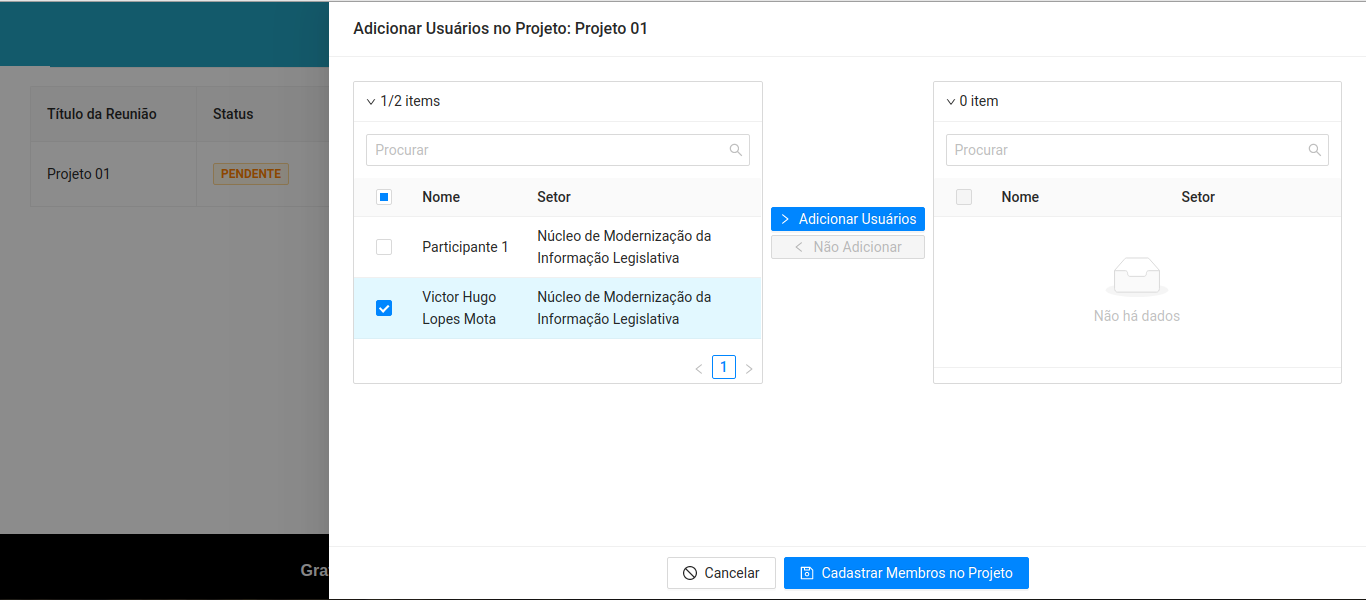 Adicionar Usuários no Projeto: Projeto 01
Título da Reunião Status
Projeto 01 PENDENTE
1/2 items
Procurar
Nome Setor
Participante 1 Núcleo de Modernização da
Informação Legislativa
Victor Hugo Núcleo de Modernização da
Lopes Mota Informação Legislativa
1
Adicionar Usuários
Não Adicionar
0 item
Procurar
Nome Setor
Não há dados
Gra
Cancelar Cadastrar Membros no Projeto